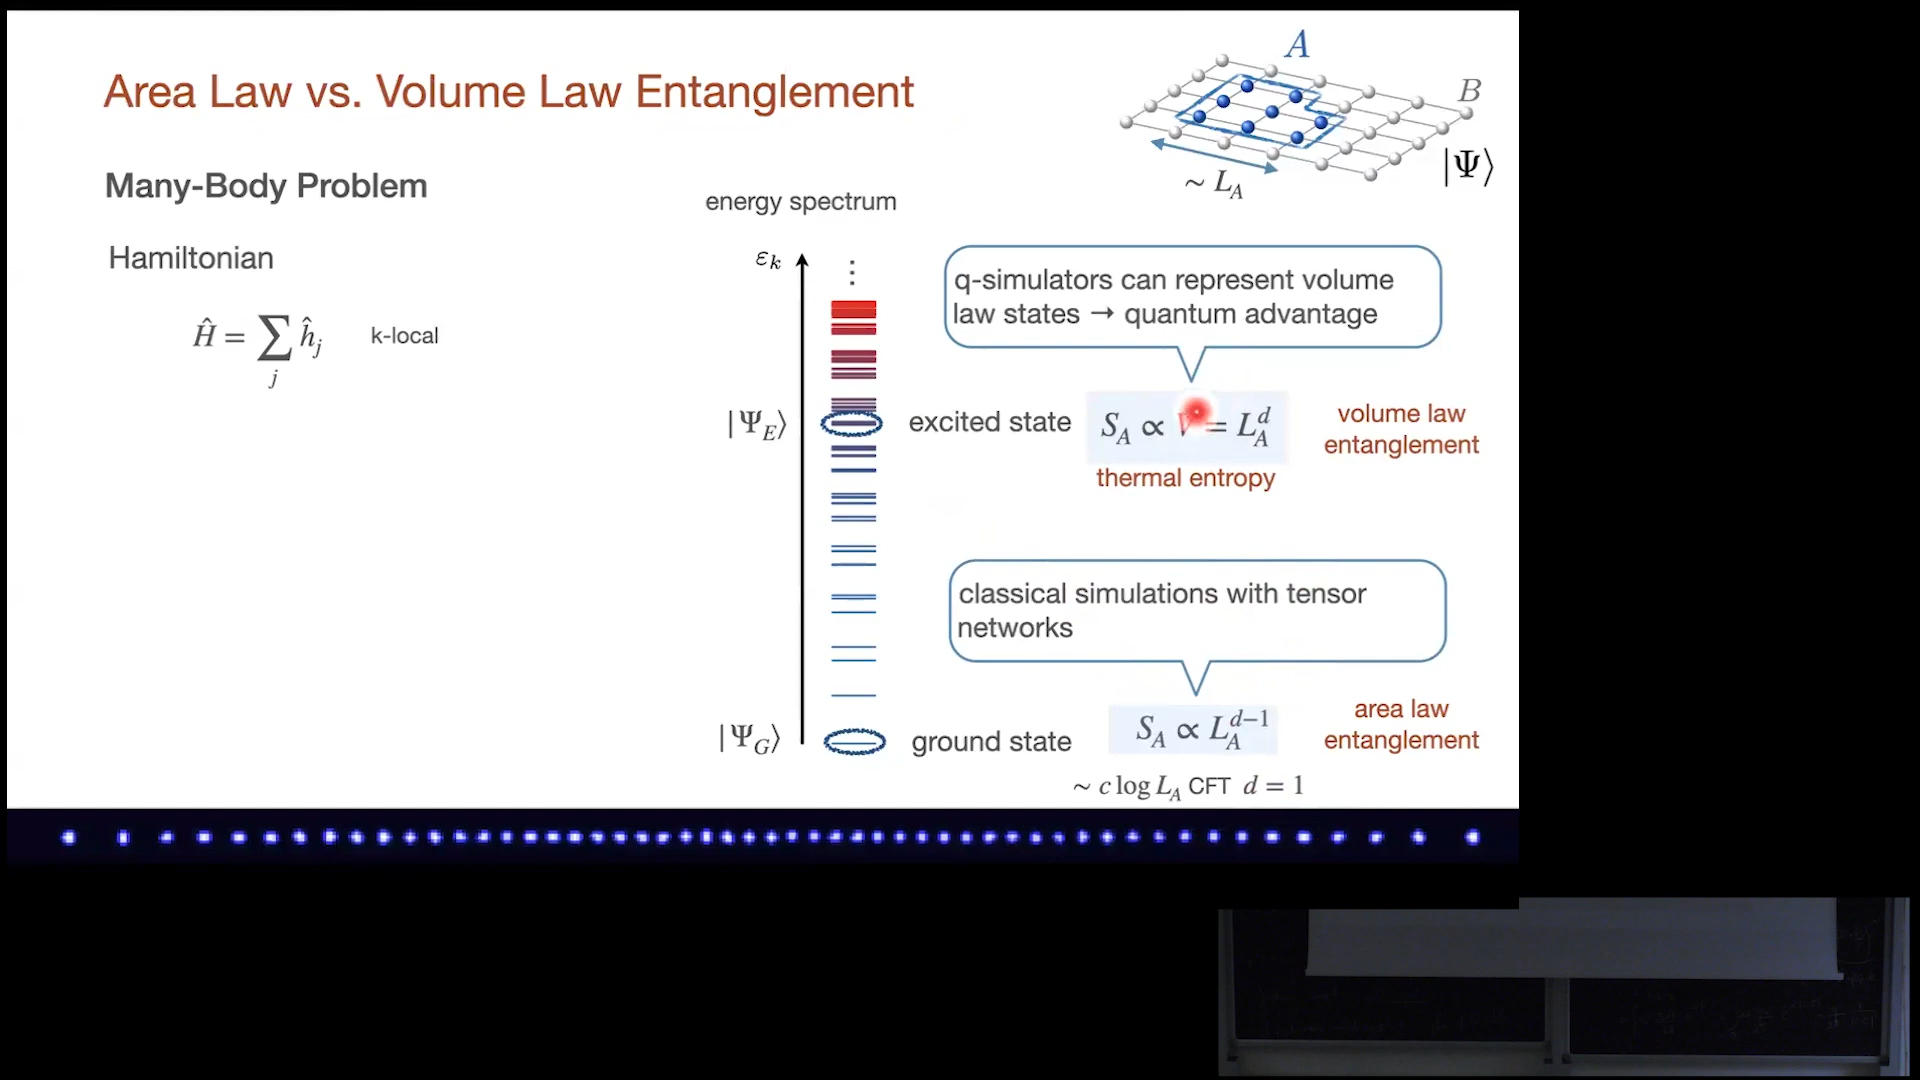 Area Law vs. Volume Law Entanglement
A
B
|Ψ⟩
~ L_A
Many-Body Problem
energy spectrum
Hamiltonian
ε_k
⋮
Ĥ = ∑_j ĥ_j k-local
q-simulators can represent volume
law states → quantum advantage
|Ψ_E⟩ excited state S_A ∝ V = L_A^d
volume law
entanglement
thermal entropy
classical simulations with tensor
networks
|Ψ_G⟩ ground state S_A ∝ L_A^{d−1}
area law
entanglement
~ c log L_A CFT d = 1